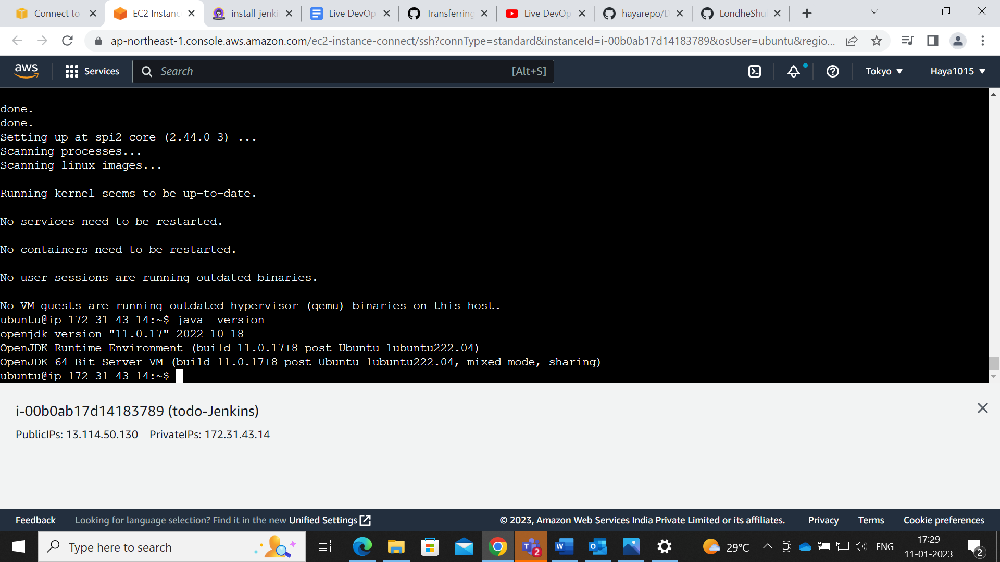 Connect to
EC2 Instanc
install-jenki
Live DevOp
Transferring
Live DevOp
hayarepo/D
LondheShu
ap-northeast-1.console.aws.amazon.com/ec2-instance-connect/ssh?connType=standard&instanceId=i-00b0ab17d14183789&osUser=ubuntu&regio...
aws
Services
Search
[Alt+S]
Tokyo
Haya1015
done.
done.
Setting up at-spi2-core (2.44.0-3) ...
Scanning processes...
Scanning linux images...
Running kernel seems to be up-to-date.
No services need to be restarted.
No containers need to be restarted.
No user sessions are running outdated binaries.
No VM guests are running outdated hypervisor (qemu) binaries on this host.
ubuntu@ip-172-31-43-14:~$ java -version
openjdk version "11.0.17" 2022-10-18
OpenJDK Runtime Environment (build 11.0.17+8-post-Ubuntu-1ubuntu222.04)
OpenJDK 64-Bit Server VM (build 11.0.17+8-post-Ubuntu-1ubuntu222.04, mixed mode, sharing)
ubuntu@ip-172-31-43-14:~$
i-00b0ab17d14183789 (todo-Jenkins)
PublicIPs: 13.114.50.130 PrivateIPs: 172.31.43.14
Feedback
Looking for language selection? Find it in the new Unified Settings
© 2023, Amazon Web Services India Private Limited or its affiliates.
Privacy
Terms
Cookie preferences
Type here to search
T
2
W
O
29°C
ENG
17:29
11-01-2023
2